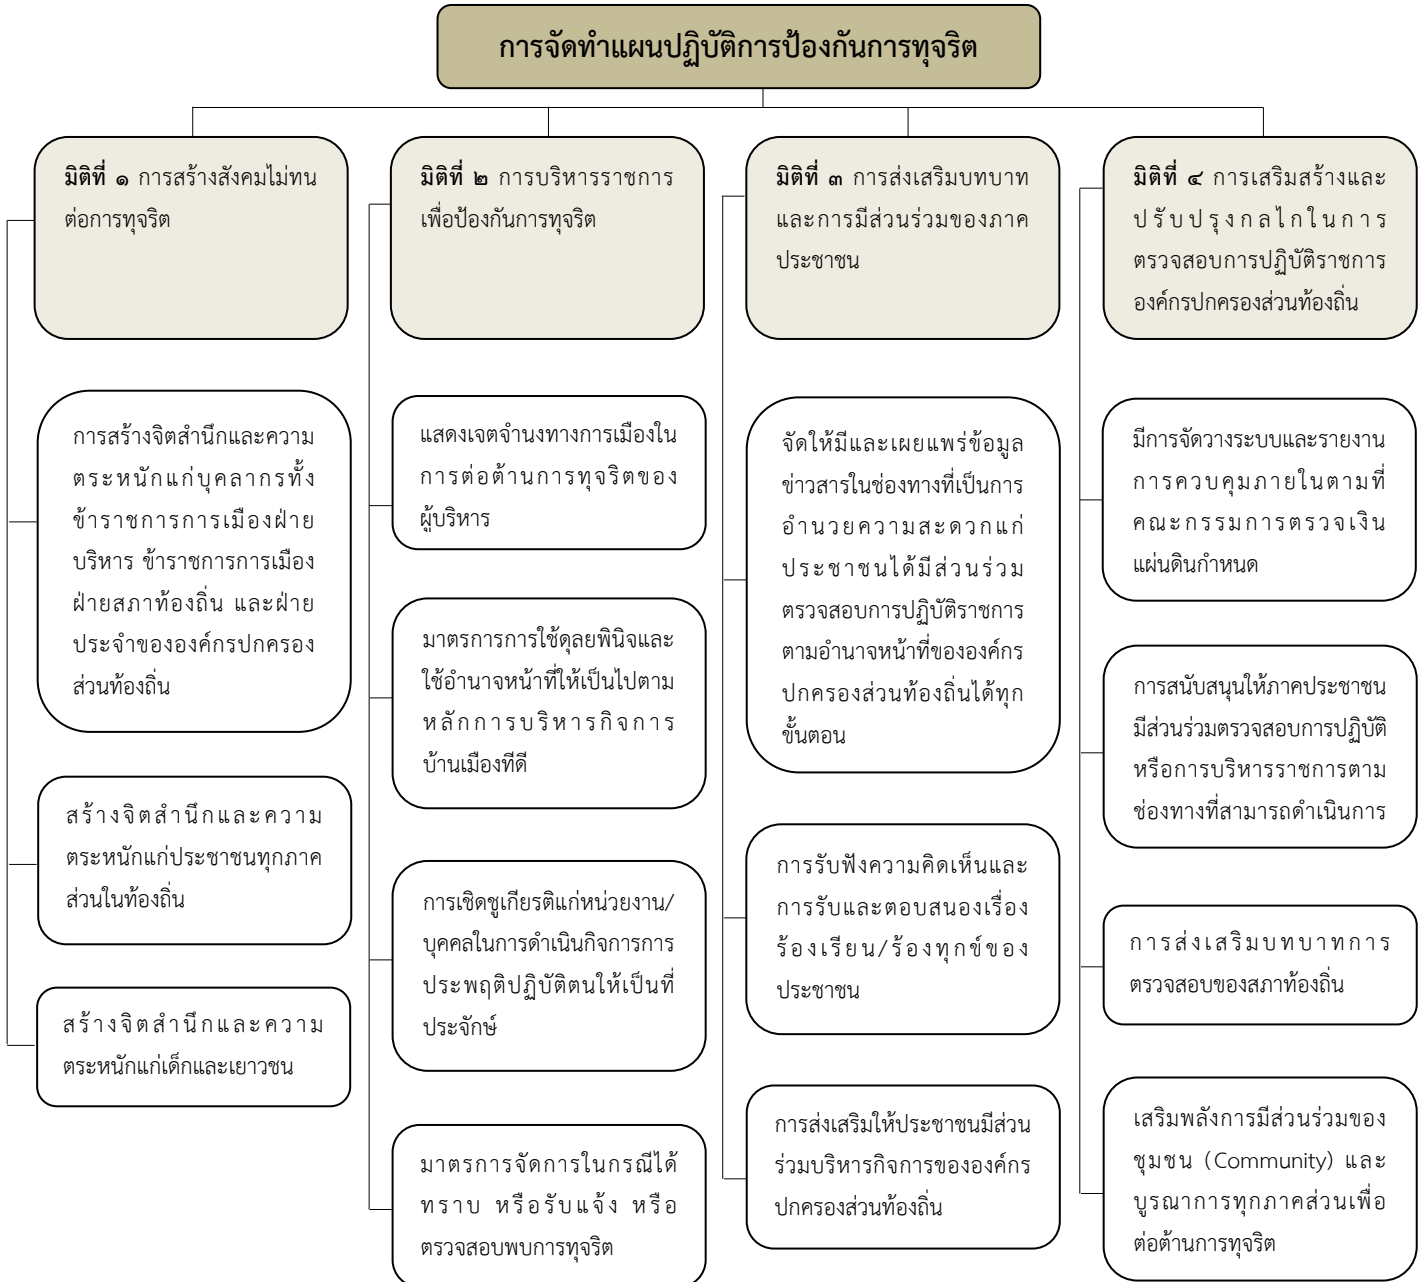 การจัดทำแผนปฏิบัติการป้องกันการทุจริต
มิติที่ ๑ การสร้างสังคมไม่ทน
ต่อการทุจริต
การสร้างจิตสำนึกและความ
ตระหนักแก่บุคลากรทั้ง
ข้าราชการการเมืองฝ่าย
บริหาร ข้าราชการการเมือง
ฝ่ายสภาท้องถิ่น และฝ่าย
ประจำขององค์กรปกครอง
ส่วนท้องถิ่น
สร้างจิตสำนึกและความ
ตระหนักแก่ประชาชนทุกภาค
ส่วนในท้องถิ่น
สร้างจิตสำนึกและความ
ตระหนักแก่เด็กและเยาวชน
มิติที่ ๒ การบริหารราชการ
เพื่อป้องกันการทุจริต
แสดงเจตจำนงทางการเมืองใน
การต่อต้านการทุจริตของ
ผู้บริหาร
มาตรการการใช้ดุลยพินิจและ
ใช้อำนาจหน้าที่ให้เป็นไปตาม
หลักการบริหารกิจการ
บ้านเมืองทีดี
การเชิดชูเกียรติแก่หน่วยงาน/
บุคคลในการดำเนินกิจการการ
ประพฤติปฏิบัติตนให้เป็นที่
ประจักษ์
มาตรการจัดการในกรณีได้
ทราบ หรือรับแจ้ง หรือ
ตรวจสอบพบการทุจริต
มิติที่ ๓ การส่งเสริมบทบาท
และการมีส่วนร่วมของภาค
ประชาชน
จัดให้มีและเผยแพร่ข้อมูล
ข่าวสารในช่องทางที่เป็นการ
อำนวยความสะดวกแก่
ประชาชนได้มีส่วนร่วม
ตรวจสอบการปฏิบัติราชการ
ตามอำนาจหน้าที่ขององค์กร
ปกครองส่วนท้องถิ่นได้ทุก
ขั้นตอน
การรับฟังความคิดเห็นและ
การรับและตอบสนองเรื่อง
ร้องเรียน/ร้องทุกข์ของ
ประชาชน
การส่งเสริมให้ประชาชนมีส่วน
ร่วมบริหารกิจการขององค์กร
ปกครองส่วนท้องถิ่น
มิติที่ ๔ การเสริมสร้างและ
ปรับปรุงกลไกในการ
ตรวจสอบการปฏิบัติราชการ
องค์กรปกครองส่วนท้องถิ่น
มีการจัดวางระบบและรายงาน
การควบคุมภายในตามที่
คณะกรรมการตรวจเงิน
แผ่นดินกำหนด
การสนับสนุนให้ภาคประชาชน
มีส่วนร่วมตรวจสอบการปฏิบัติ
หรือการบริหารราชการตาม
ช่องทางที่สามารถดำเนินการ
การส่งเสริมบทบาทการ
ตรวจสอบของสภาท้องถิ่น
เสริมพลังการมีส่วนร่วมของ
ชุมชน (Community) และ
บูรณาการทุกภาคส่วนเพื่อ
ต่อต้านการทุจริต